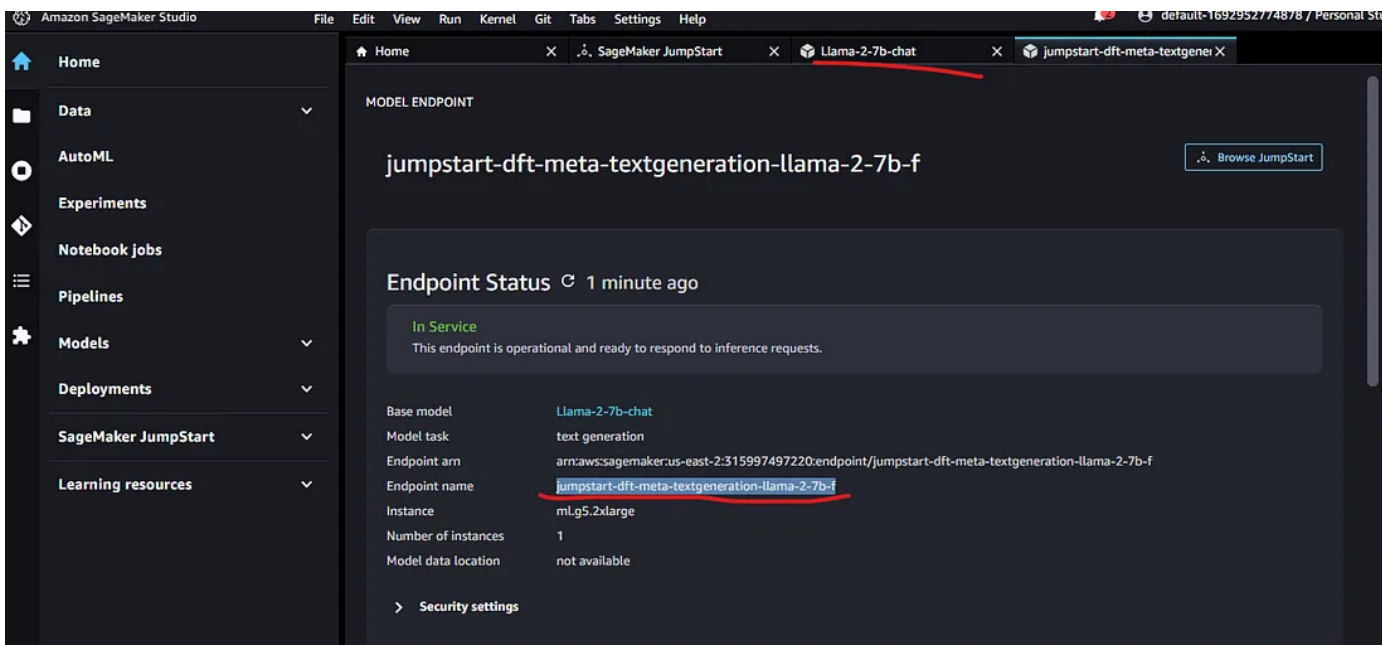 Amazon SageMaker Studio File Edit View Run Kernel Git Tabs Settings Help 2 default-1692952774878 / Personal
Home SageMaker JumpStart Llama-2-7b-chat jumpstart-dft-meta-textgener
Home
Data
AutoML
Experiments
Notebook jobs
Pipelines
Models
Deployments
SageMaker JumpStart
Learning resources
MODEL ENDPOINT
jumpstart-dft-meta-textgeneration-llama-2-7b-f
Browse JumpStart
Endpoint Status 1 minute ago
In Service
This endpoint is operational and ready to respond to inference requests.
Base model Llama-2-7b-chat
Model task text generation
Endpoint arn arn:aws:sagemaker:us-east-2:315997497220:endpoint/jumpstart-dft-meta-textgeneration-llama-2-7b-f
Endpoint name jumpstart-dft-meta-textgeneration-llama-2-7b-f
Instance ml.g5.2xlarge
Number of instances 1
Model data location not available
Security settings